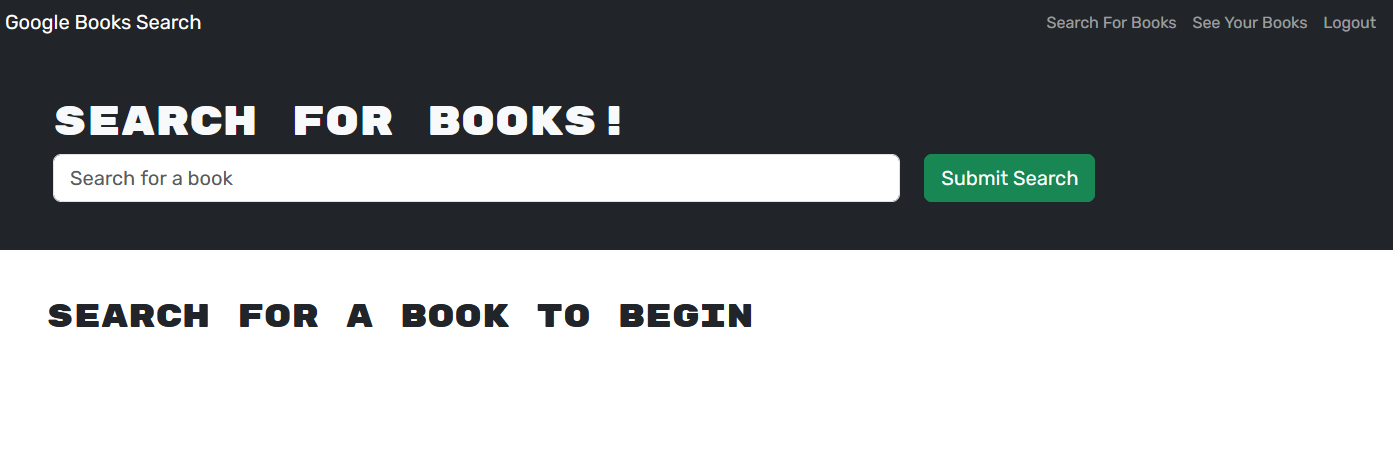 Google Books Search
Search For Books See Your Books Logout
SEARCH FOR BOOKS!
Search for a book
Submit Search
SEARCH FOR A BOOK TO BEGIN